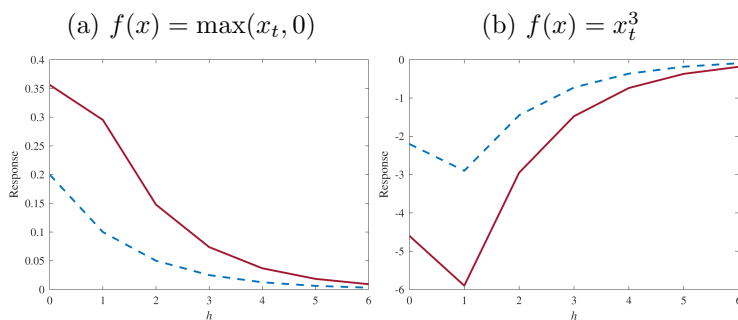 (a) f(x) = max(x_t, 0)
0.4
0.35
0.3
0.25
0.2
0.15
0.1
0.05
0
Response
0 1 2 3 4 5 6
h
(b) f(x) = x_t^3
0
-1
-2
-3
-4
-5
-6
Response
0 1 2 3 4 5 6
h